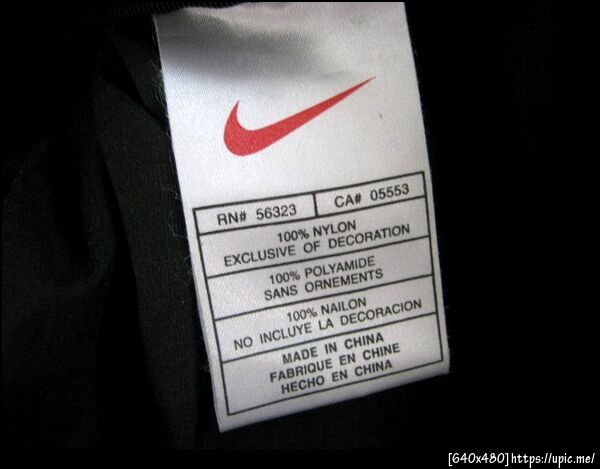 RN# 56323 CA# 05553
100% NYLON
EXCLUSIVE OF DECORATION
100% POLYAMIDE
SANS ORNEMENTS
100% NAILON
NO INCLUYE LA DECORACION
MADE IN CHINA
FABRIQUE EN CHINE
HECHO EN CHINA
[640x480]https://upic.me/